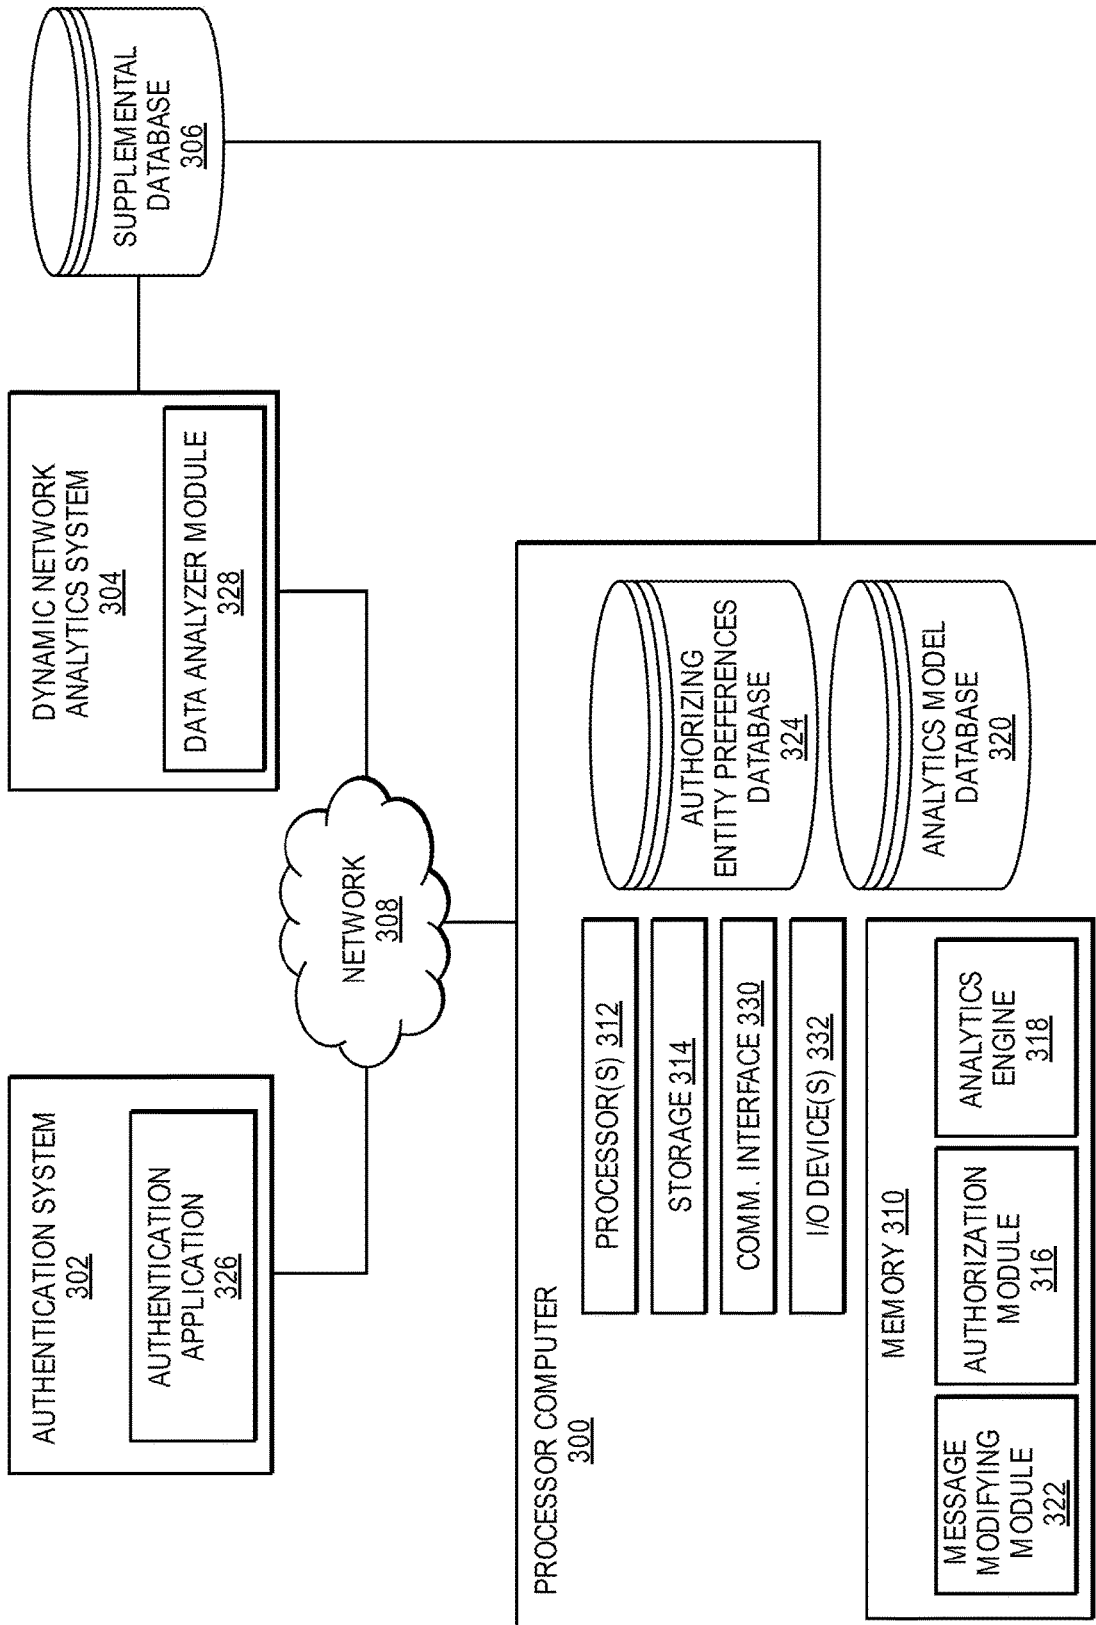 AUTHENTICATION SYSTEM
302
AUTHENTICATION
APPLICATION
326
DYNAMIC NETWORK
ANALYTICS SYSTEM
304
DATA ANALYZER MODULE
328
SUPPLEMENTAL
DATABASE
306
NETWORK
308
PROCESSOR COMPUTER
300
PROCESSOR(S) 312
STORAGE 314
COMM. INTERFACE 330
I/O DEVICE(S) 332
AUTHORIZING
ENTITY PREFERENCES
DATABASE
324
ANALYTICS MODEL
DATABASE
320
MEMORY 310
MESSAGE
MODIFYING
MODULE
322
AUTHORIZATION
MODULE
316
ANALYTICS
ENGINE
318